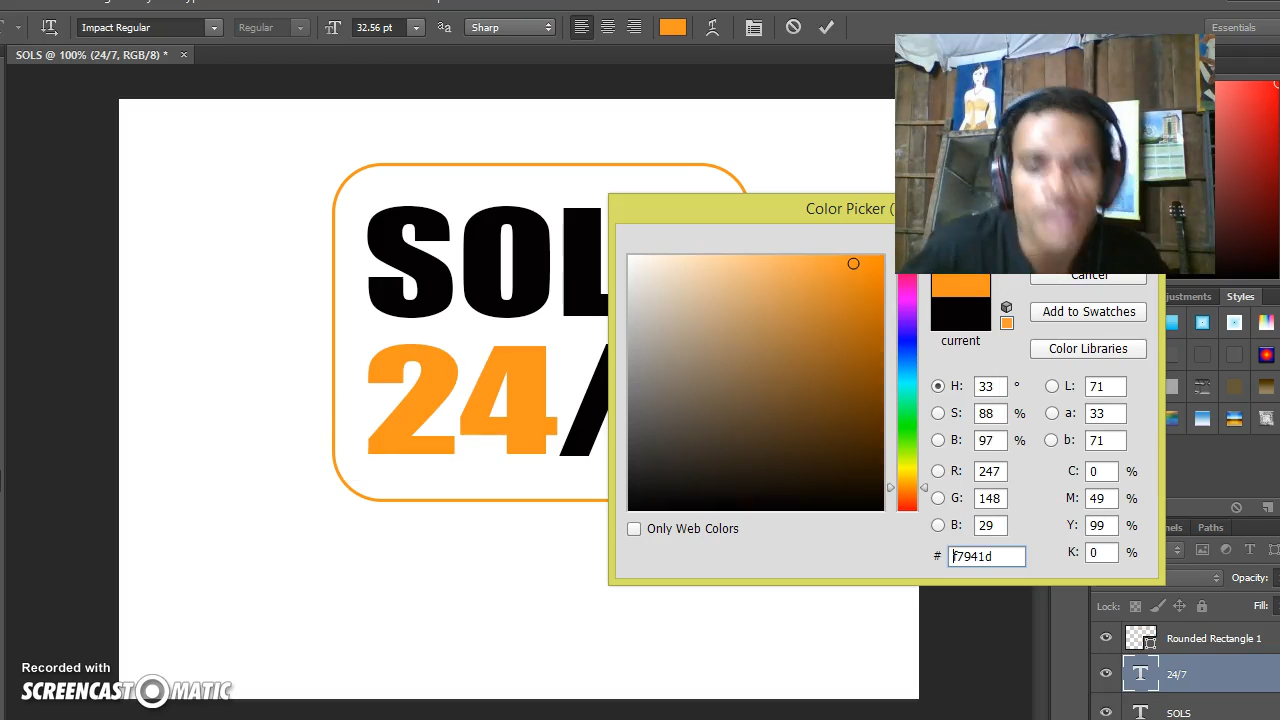 Impact Regular
Regular
32.56 pt
Sharp
Essentials
SOLS @ 100% (24/7, RGB/8) *
SOL
24/
Color Picker (
Cancel
Add to Swatches
Color Libraries
current
H: 33 °
S: 88 %
B: 97 %
R: 247
G: 148
B: 29
# f7941d
L: 71
a: 33
b: 71
C: 0 %
M: 49 %
Y: 99 %
K: 0 %
Only Web Colors
justments
Styles
nels
Paths
Opacity:
Lock:
Fill:
Rounded Rectangle 1
T 24/7
T SOLS
Recorded with
SCREENCAST-O-MATIC